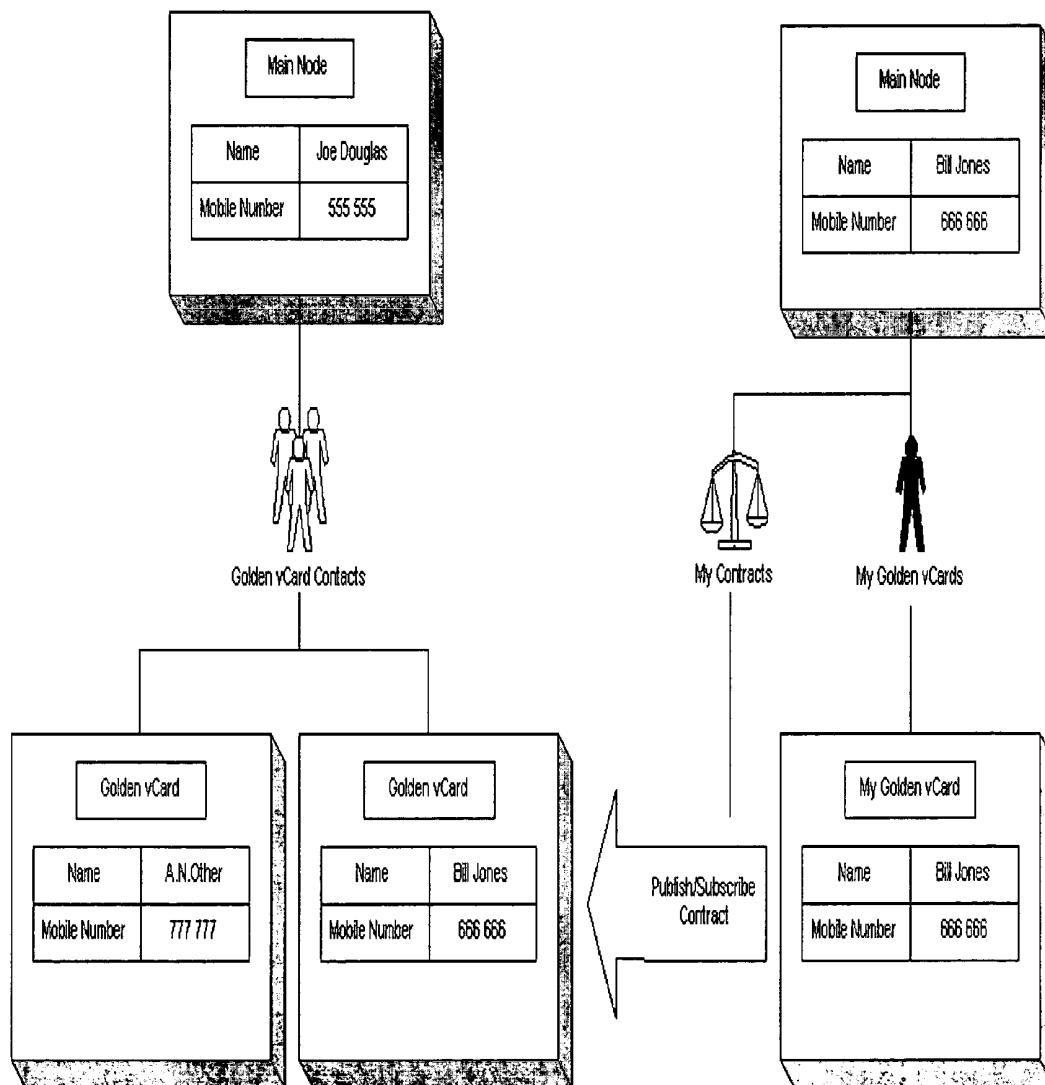 Main Node
Name Joe Douglas
Mobile Number 555 555
Main Node
Name Bill Jones
Mobile Number 666 666
Golden vCard Contacts
My Contracts
My Golden vCards
Golden vCard
Name A.N.Other
Mobile Number 777 777
Golden vCard
Name Bill Jones
Mobile Number 666 666
Publish/Subscribe
Contract
My Golden vCard
Name Bill Jones
Mobile Number 666 666